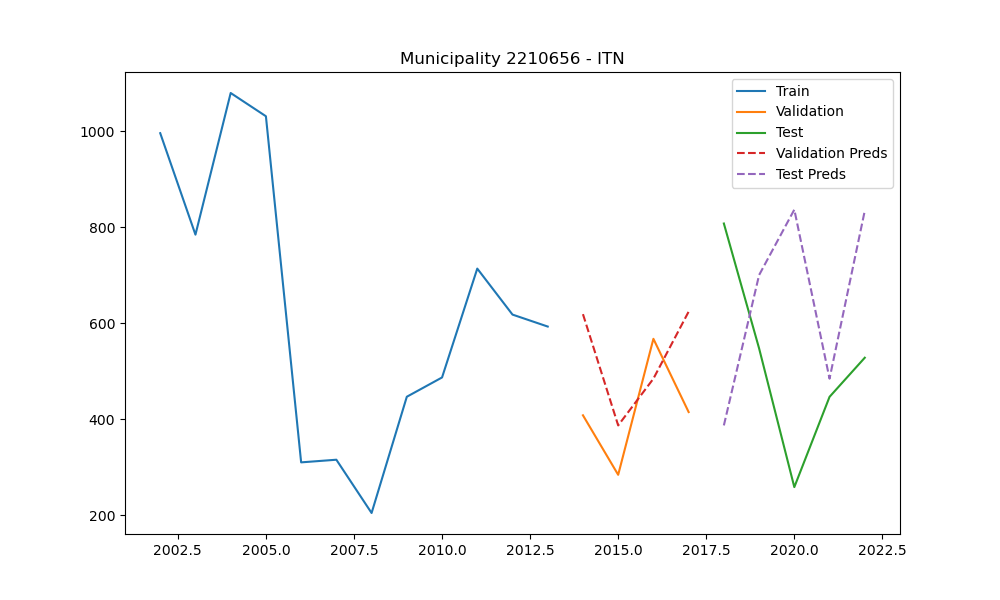 Municipality 2210656 - ITN
Train
Validation
Test
Validation Preds
Test Preds
1000
800
600
400
200
2002.5 2005.0 2007.5 2010.0 2012.5 2015.0 2017.5 2020.0 2022.5